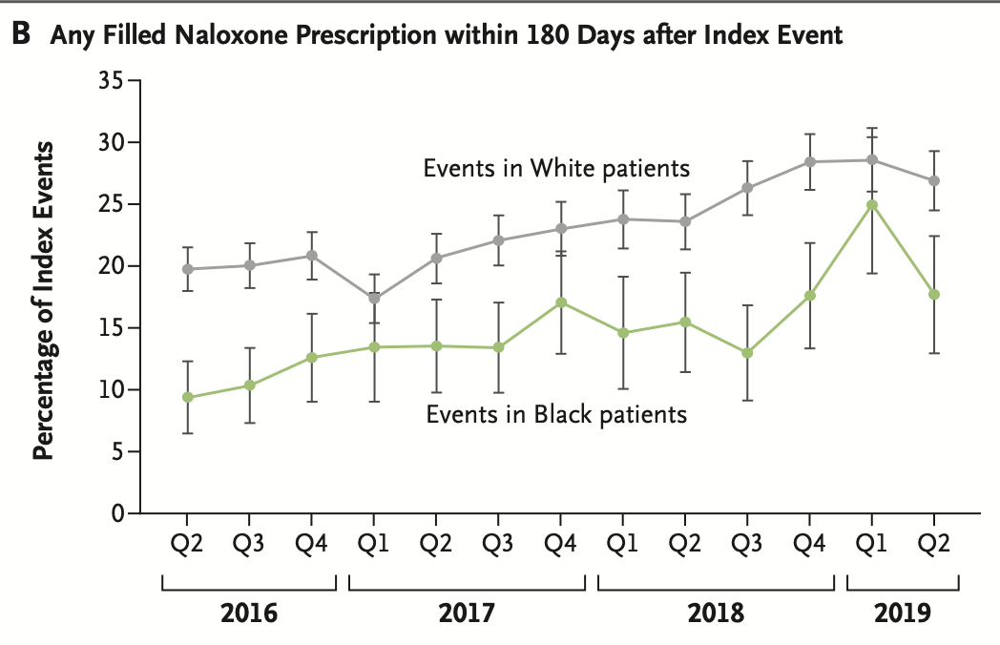 B Any Filled Naloxone Prescription within 180 Days after Index Event
Percentage of Index Events
35
30
25
20
15
10
5
0
Events in White patients
Events in Black patients
Q2 Q3 Q4 Q1 Q2 Q3 Q4 Q1 Q2 Q3 Q4 Q1 Q2
2016 2017 2018 2019